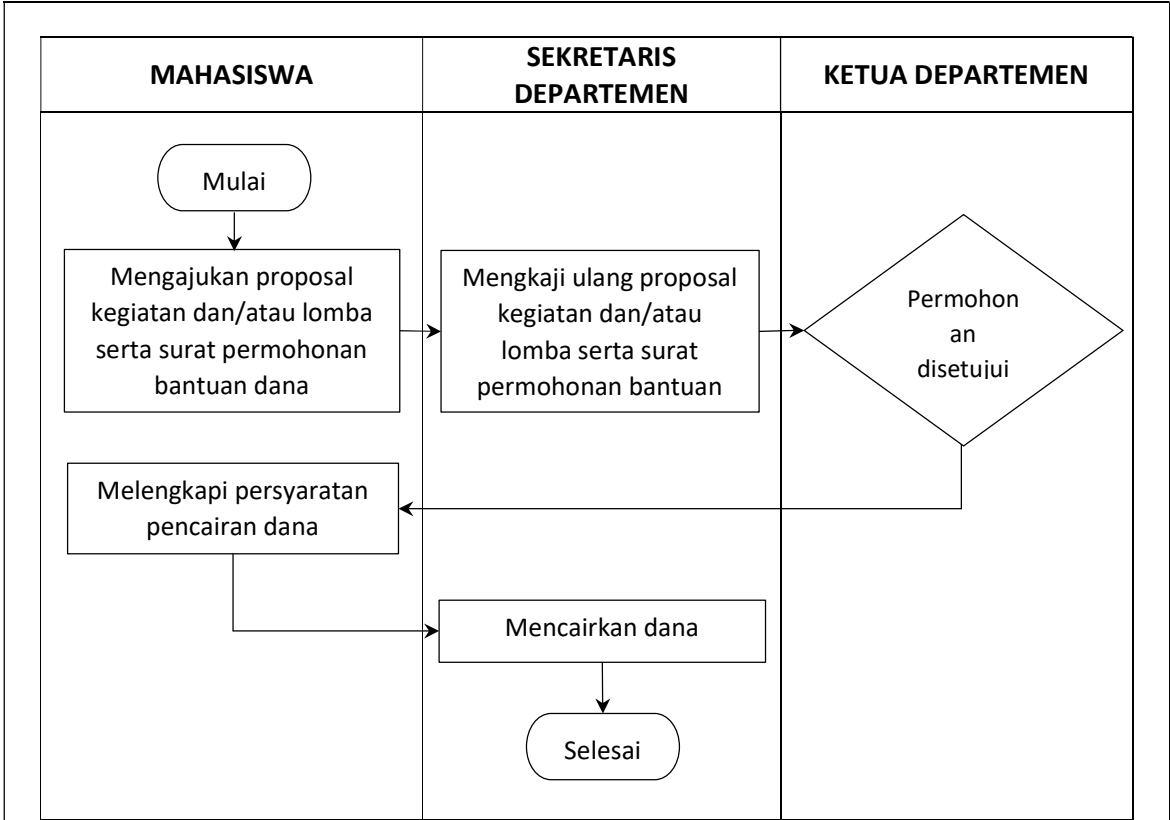 MAHASISWA
SEKRETARIS
DEPARTEMEN
KETUA DEPARTEMEN
Mulai
Mengajukan proposal
kegiatan dan/atau lomba
serta surat permohonan
bantuan dana
Mengkaji ulang proposal
kegiatan dan/atau
lomba serta surat
permohonan bantuan
Permohon
an
disetujui
Melengkapi persyaratan
pencairan dana
Mencairkan dana
Selesai